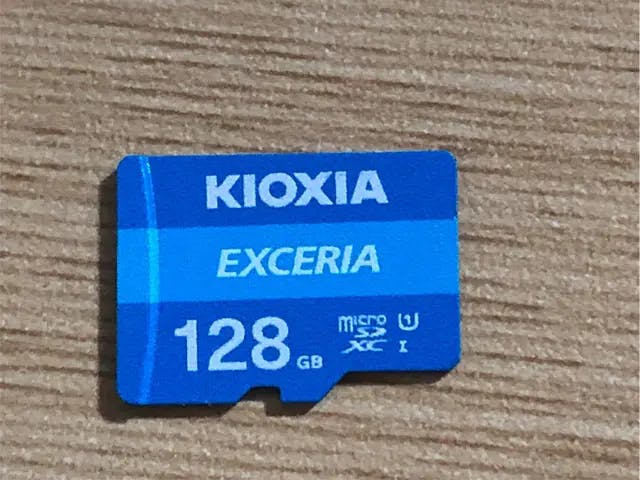 KIOXIA
EXCERIA
128 GB
micro SD XC U1 I